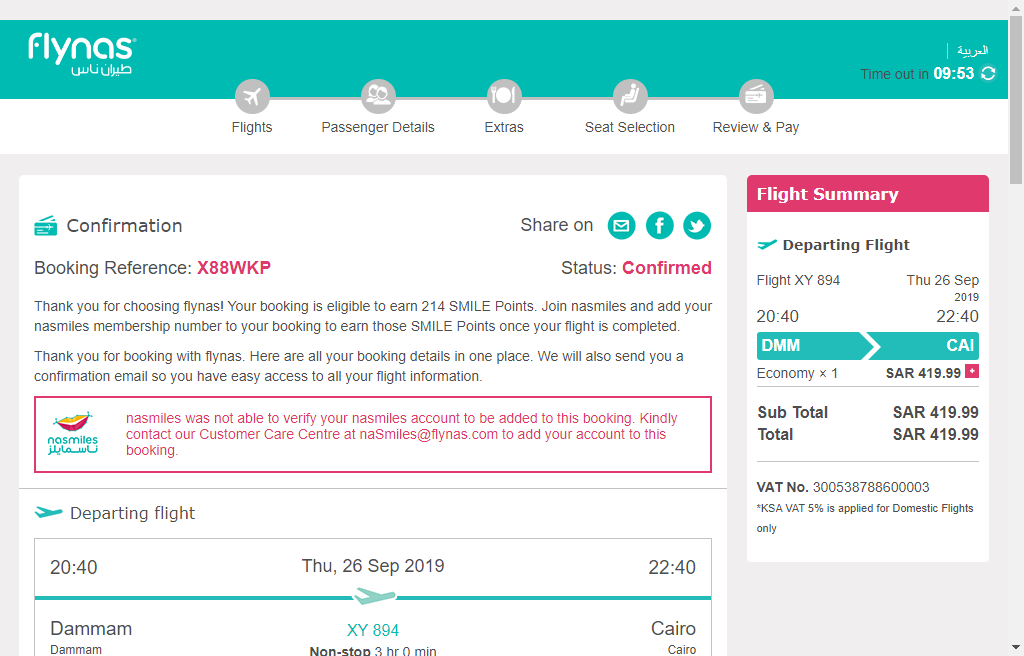 flynas
طيران ناس
العربية
Time out in 09:53
Flights
Passenger Details
Extras
Seat Selection
Review & Pay
Confirmation
Share on
Booking Reference: X88WKP
Status: Confirmed
Thank you for choosing flynas! Your booking is eligible to earn 214 SMILE Points. Join nasmiles and add your
nasmiles membership number to your booking to earn those SMILE Points once your flight is completed.
Thank you for booking with flynas. Here are all your booking details in one place. We will also send you a
confirmation email so you have easy access to all your flight information.
nasmiles
ناسمايلز
nasmiles was not able to verify your nasmiles account to be added to this booking. Kindly
contact our Customer Care Centre at naSmiles@flynas.com to add your account to this
booking.
Departing flight
20:40
Thu, 26 Sep 2019
22:40
Dammam
XY 894
Cairo
Dammam
Non-stop 3 hr 0 min
Cairo
Flight Summary
Departing Flight
Flight XY 894
Thu 26 Sep
2019
20:40
22:40
DMM
CAI
Economy × 1
SAR 419.99 +
Sub Total
SAR 419.99
Total
SAR 419.99
VAT No. 300538788600003
*KSA VAT 5% is applied for Domestic Flights
only